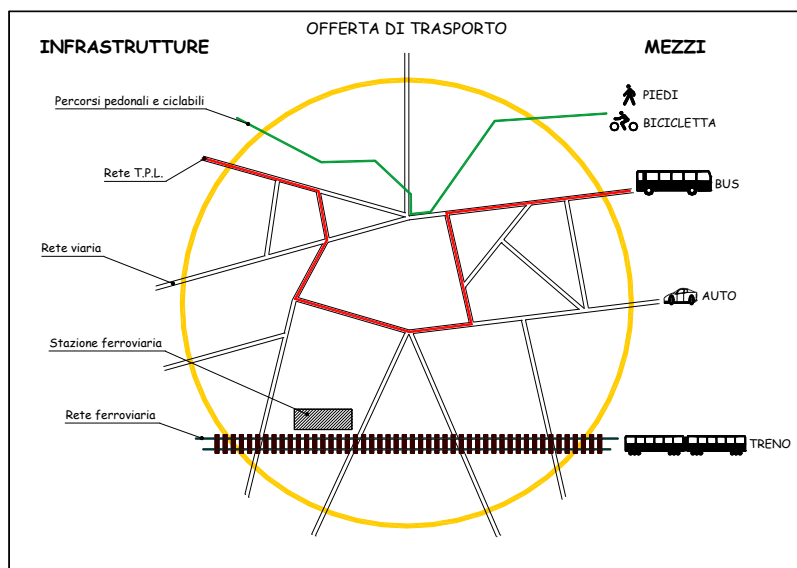 OFFERTA DI TRASPORTO
INFRASTRUTTURE
MEZZI
Percorsi pedonali e ciclabili
PIEDI
BICICLETTA
Rete T.P.L.
BUS
Rete viaria
AUTO
Stazione ferroviaria
Rete ferroviaria
TRENO